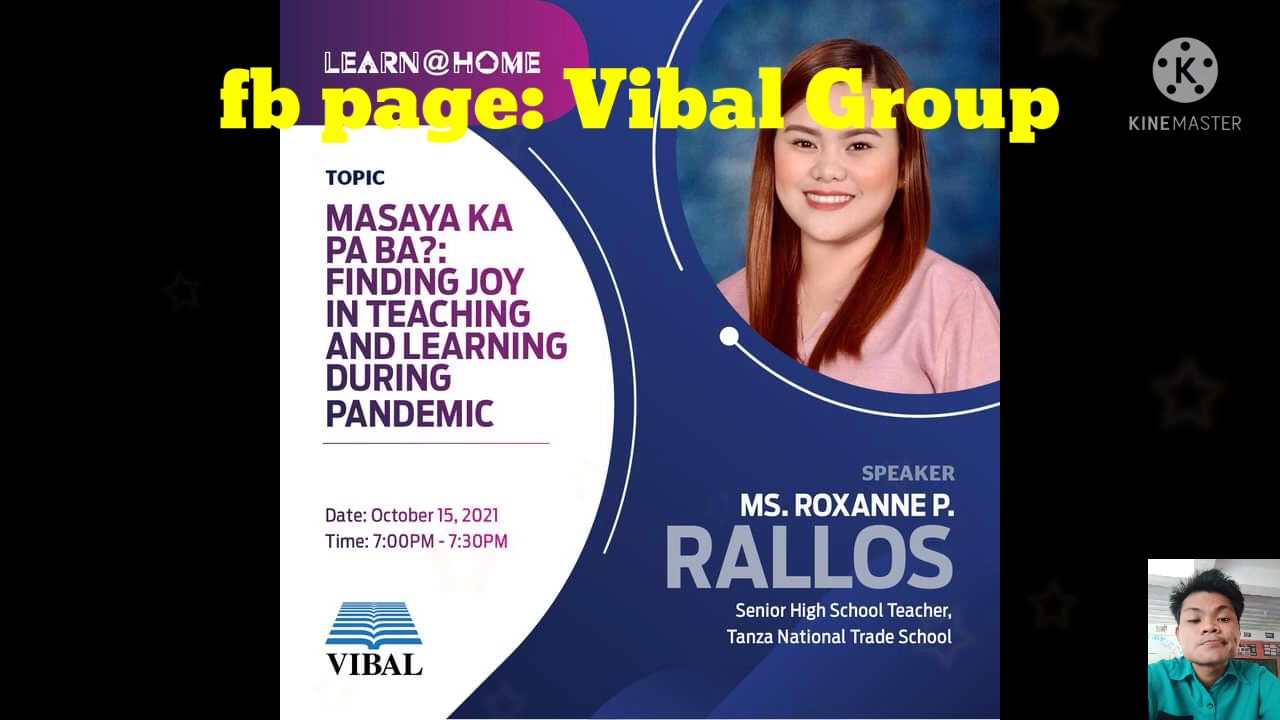 LEARN@HOME
fb page: Vibal Group
K
KINEMASTER
TOPIC
MASAYA KA
PA BA?:
FINDING JOY
IN TEACHING
AND LEARNING
DURING
PANDEMIC
Date: October 15, 2021
Time: 7:00PM - 7:30PM
VIBAL
SPEAKER
MS. ROXANNE P.
RALLOS
Senior High School Teacher,
Tanza National Trade School